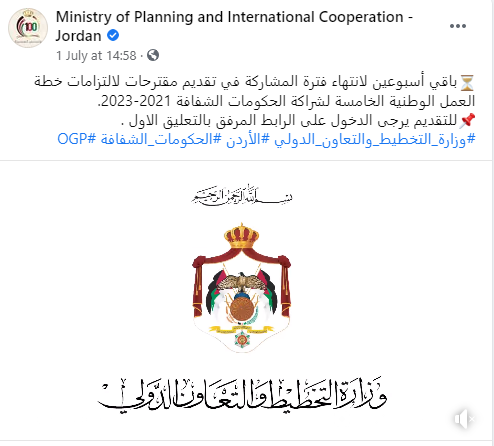 Ministry of Planning and International Cooperation -
Jordan
1 July at 14:58 ·
باقي أسبوعين لانتهاء فترة المشاركة في تقديم مقترحات لالتزامات خطة
العمل الوطنية الخامسة لشراكة الحكومات الشفافة 2021-2023.
للتقديم يرجى الدخول على الرابط المرفق بالتعليق الاول .
#وزارة_التخطيط_والتعاون_الدولي #الأردن #الحكومات_الشفافة #OGP
بسم الله الرحمن الرحيم
وزارة التخطيط والتعاون الدولي
100